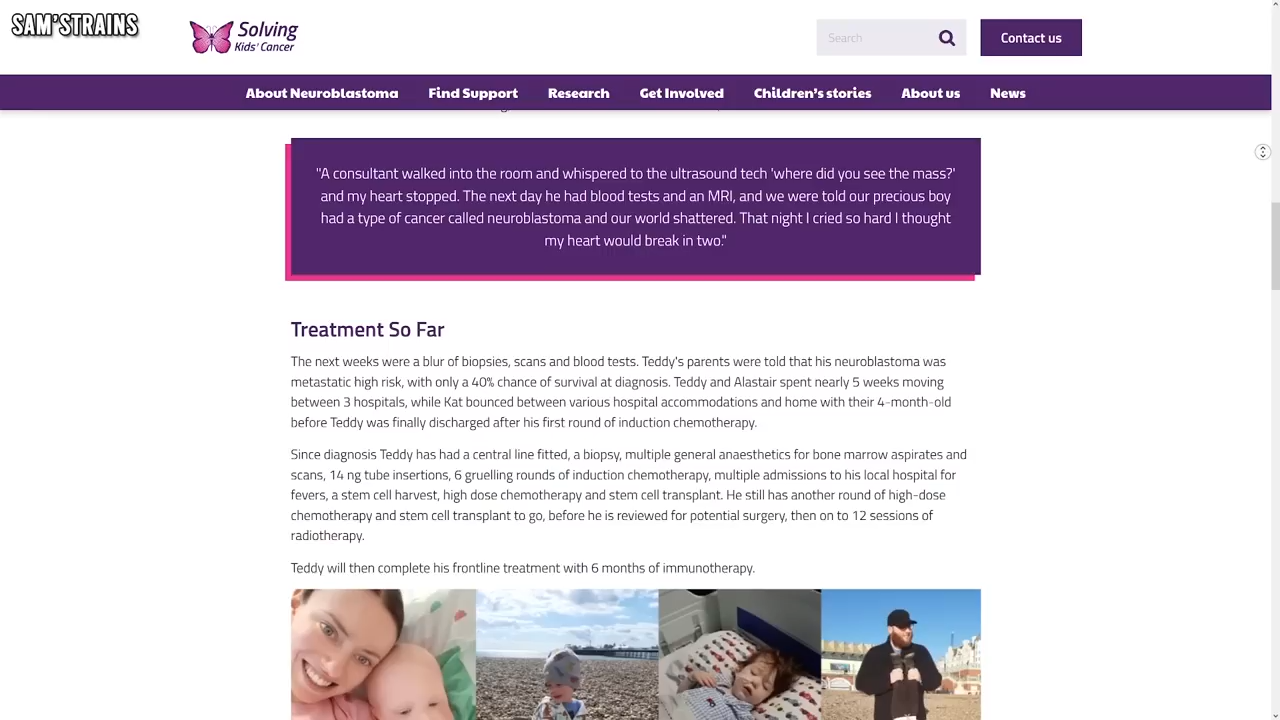 SAM'STRAINS
Solving
Kids' Cancer
Search
Contact us
About Neuroblastoma
Find Support
Research
Get Involved
Children's stories
About us
News
"A consultant walked into the room and whispered to the ultrasound tech 'where did you see the mass?'
and my heart stopped. The next day he had blood tests and an MRI, and we were told our precious boy
had a type of cancer called neuroblastoma and our world shattered. That night I cried so hard I thought
my heart would break in two."
Treatment So Far
The next weeks were a blur of biopsies, scans and blood tests. Teddy's parents were told that his neuroblastoma was
metastatic high risk, with only a 40% chance of survival at diagnosis. Teddy and Alastair spent nearly 5 weeks moving
between 3 hospitals, while Kat bounced between various hospital accommodations and home with their 4-month-old
before Teddy was finally discharged after his first round of induction chemotherapy.
Since diagnosis Teddy has had a central line fitted, a biopsy, multiple general anaesthetics for bone marrow aspirates and
scans, 14 ng tube insertions, 6 gruelling rounds of induction chemotherapy, multiple admissions to his local hospital for
fevers, a stem cell harvest, high dose chemotherapy and stem cell transplant. He still has another round of high-dose
chemotherapy and stem cell transplant to go, before he is reviewed for potential surgery, then on to 12 sessions of
radiotherapy.
Teddy will then complete his frontline treatment with 6 months of immunotherapy.